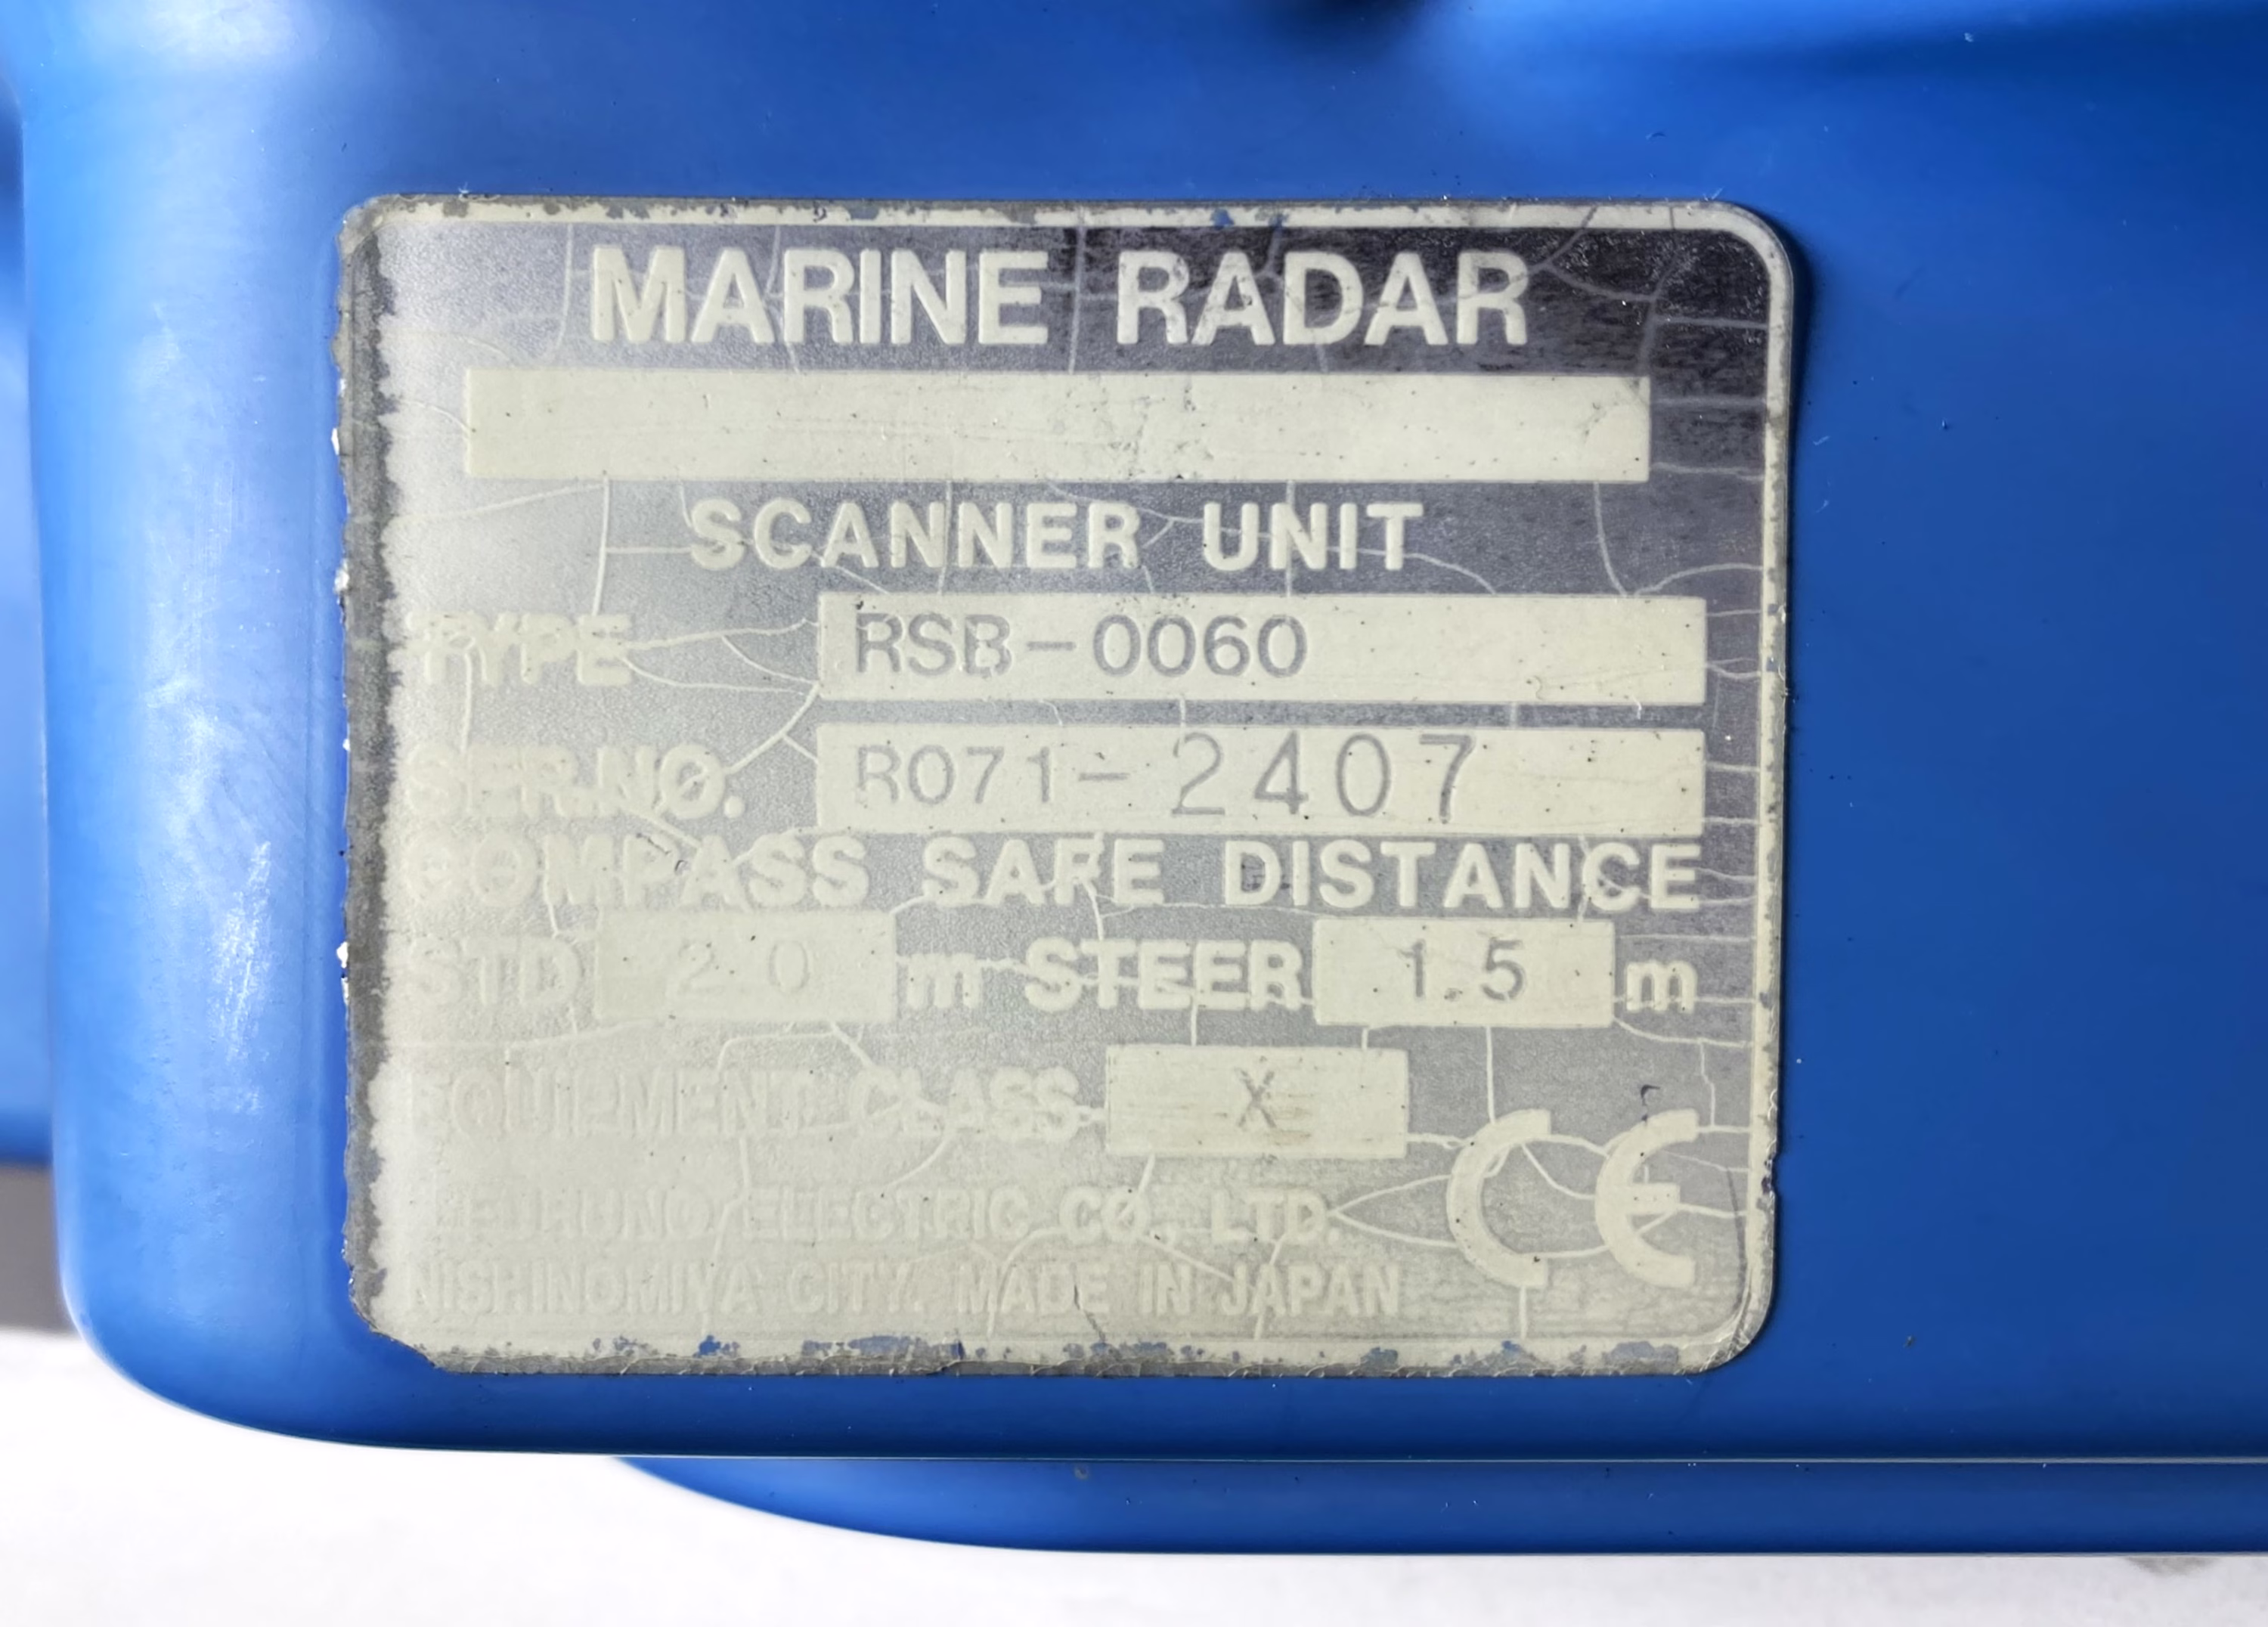 MARINE RADAR
SCANNER UNIT
TYPE RSB-0060
SER.NO. R071-2407
COMPASS SAFE DISTANCE
STD 2.0 m STEER 1.5 m
EQUIPMENT CLASS X
FURUNO ELECTRIC CO., LTD.
NISHINOMIYA CITY. MADE IN JAPAN
CE